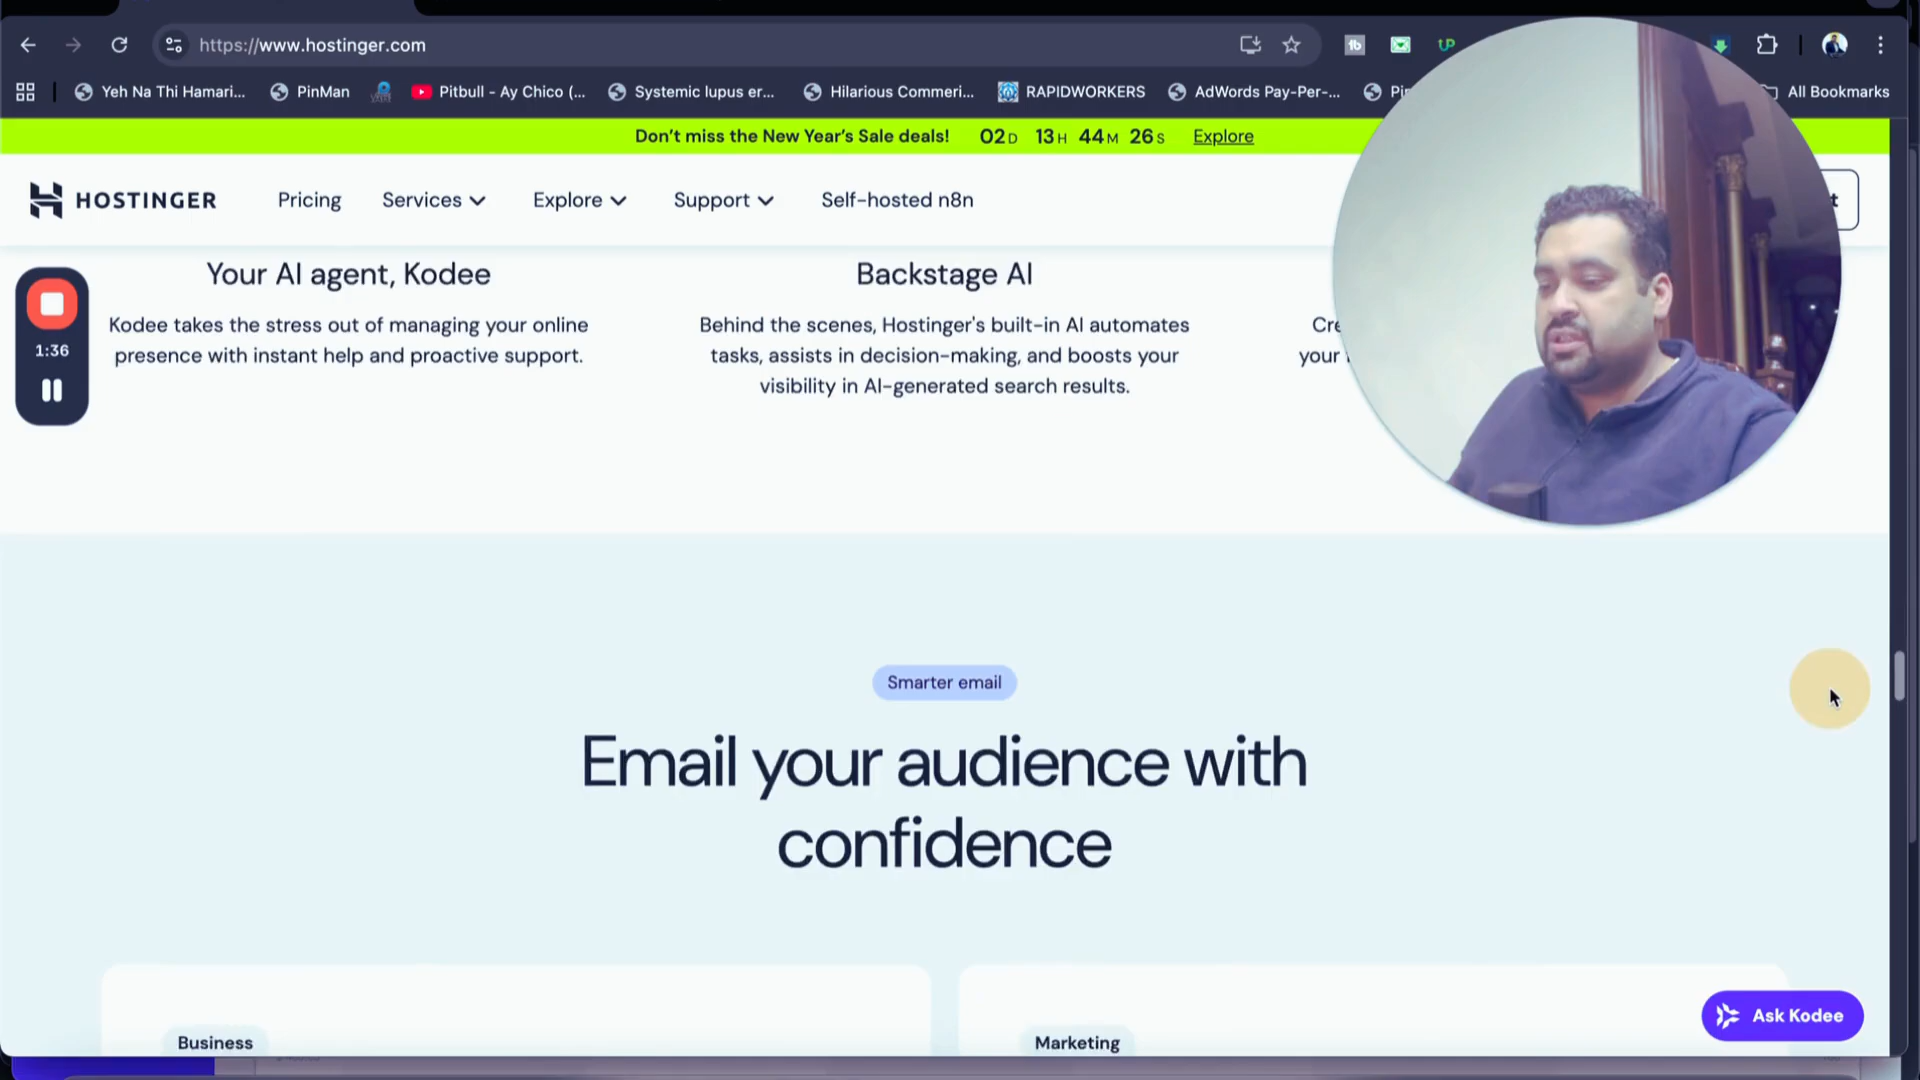 https://www.hostinger.com
Yeh Na Thi Hamari...
PinMan
Pitbull - Ay Chico (...
Systemic lupus er...
Hilarious Commeri...
RAPIDWORKERS
AdWords Pay-Per-...
All Bookmarks
Don't miss the New Year's Sale deals! 02 D 13 H 44 M 26 S Explore
HOSTINGER
Pricing
Services
Explore
Support
Self-hosted n8n
1:36
Your AI agent, Kodee
Kodee takes the stress out of managing your online
presence with instant help and proactive support.
Backstage AI
Behind the scenes, Hostinger's built-in AI automates
tasks, assists in decision-making, and boosts your
visibility in AI-generated search results.
your
Smarter email
Email your audience with
confidence
Business
Marketing
Ask Kodee